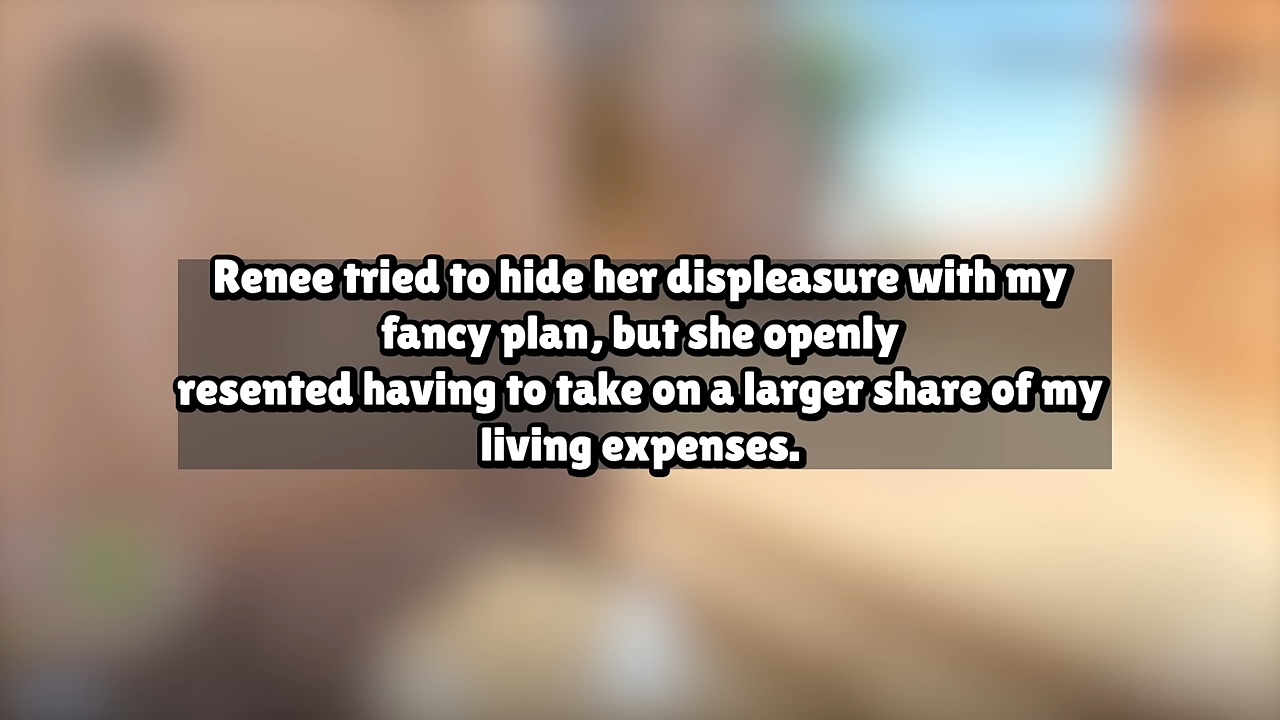 Renee tried to hide her displeasure with my
fancy plan, but she openly
resented having to take on a larger share of my
living expenses.